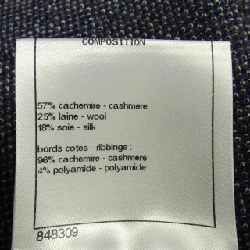 COMPOSITION
57% cachemire - cashmere
25% laine - wool
18% soie - silk
bords cotes - ribbings :
96% cachemire - cashmere
4% polyamide - polyamide
848309